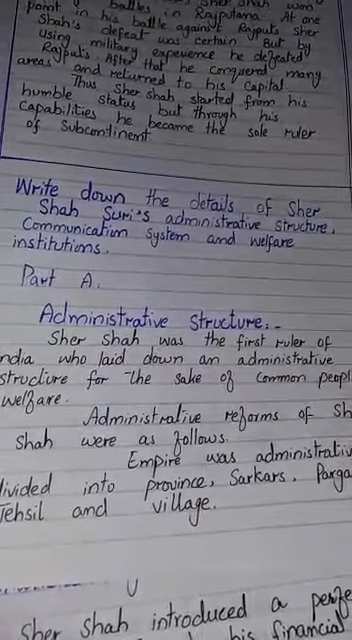 battles in Rajputana. At one
point in his battle against Rajputs Sher
Shah's defeat was certain But by
using military experience he defeated
Rajputs. After that he conquered many
areas and returned to his capital
Thus Sher shah started from his
humble status but through his
capabilities he became the sole ruler
of Subcontinent.
Write down the details of Sher
Shah Suri's administrative structure,
Communication system and welfare
institutions.
Part A.
Administrative Structure:-
Sher shah was the first ruler of
ndia who laid down an administrative
structure for the sake of common peopl
welfare.
Administrative reforms of Sh
Shah were as follows.
Empire was administrativ
divided into province, Sarkars, Parga
Tehsil and village.
Sher Shah introduced a
his financial